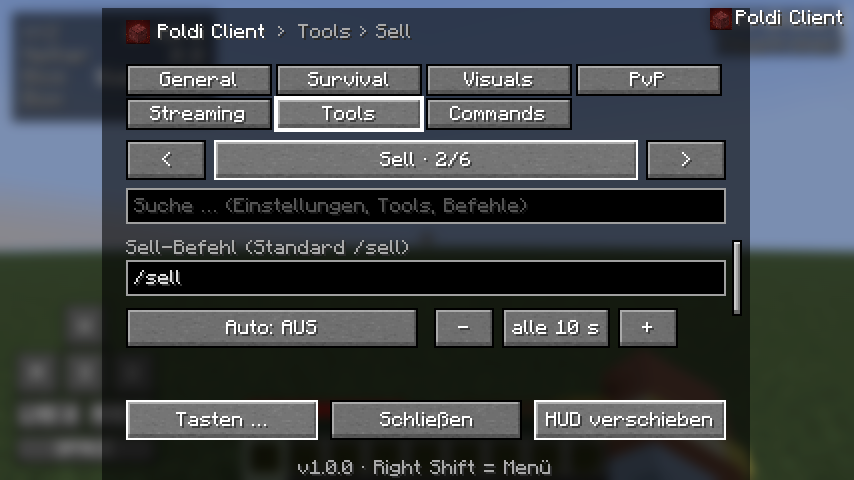 Poldi Client > Tools > Sell
Poldi Client
General Survival Visuals PvP
Streaming Tools Commands
< Sell · 2/6 >
Suche ... (Einstellungen, Tools, Befehle)
Sell-Befehl (Standard /sell)
/sell
Auto: AUS - alle 10 s +
Tasten ... Schließen HUD verschieben
v1.0.0 · Right Shift = Menü